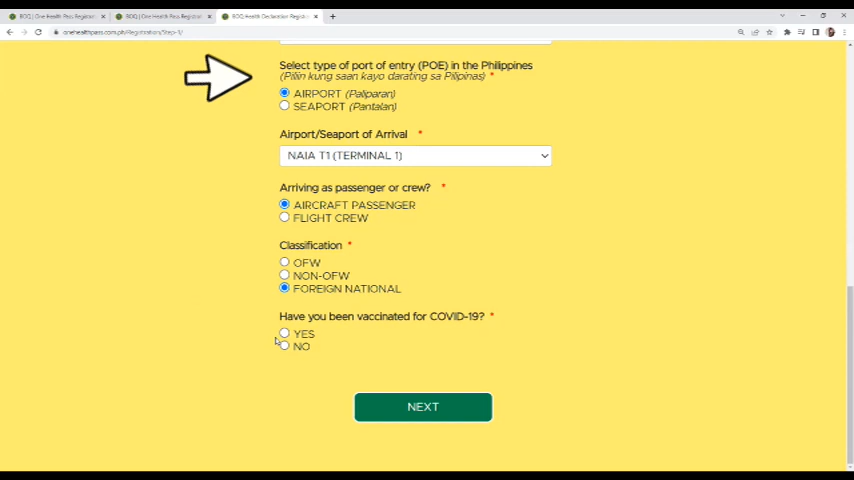 BOQ | One Health Pass Registrati
BOQ | One Health Pass Registrati
BOQ Health Declaration Registra
onehealthpass.com.ph/Registration/Step-1/
Select type of port of entry (POE) in the Philippines
(Piliin kung saan kayo darating sa Pilipinas) *
AIRPORT (Paliparan)
SEAPORT (Pantalan)
Airport/Seaport of Arrival *
NAIA T1 (TERMINAL 1)
Arriving as passenger or crew? *
AIRCRAFT PASSENGER
FLIGHT CREW
Classification *
OFW
NON-OFW
FOREIGN NATIONAL
Have you been vaccinated for COVID-19? *
YES
NO
NEXT